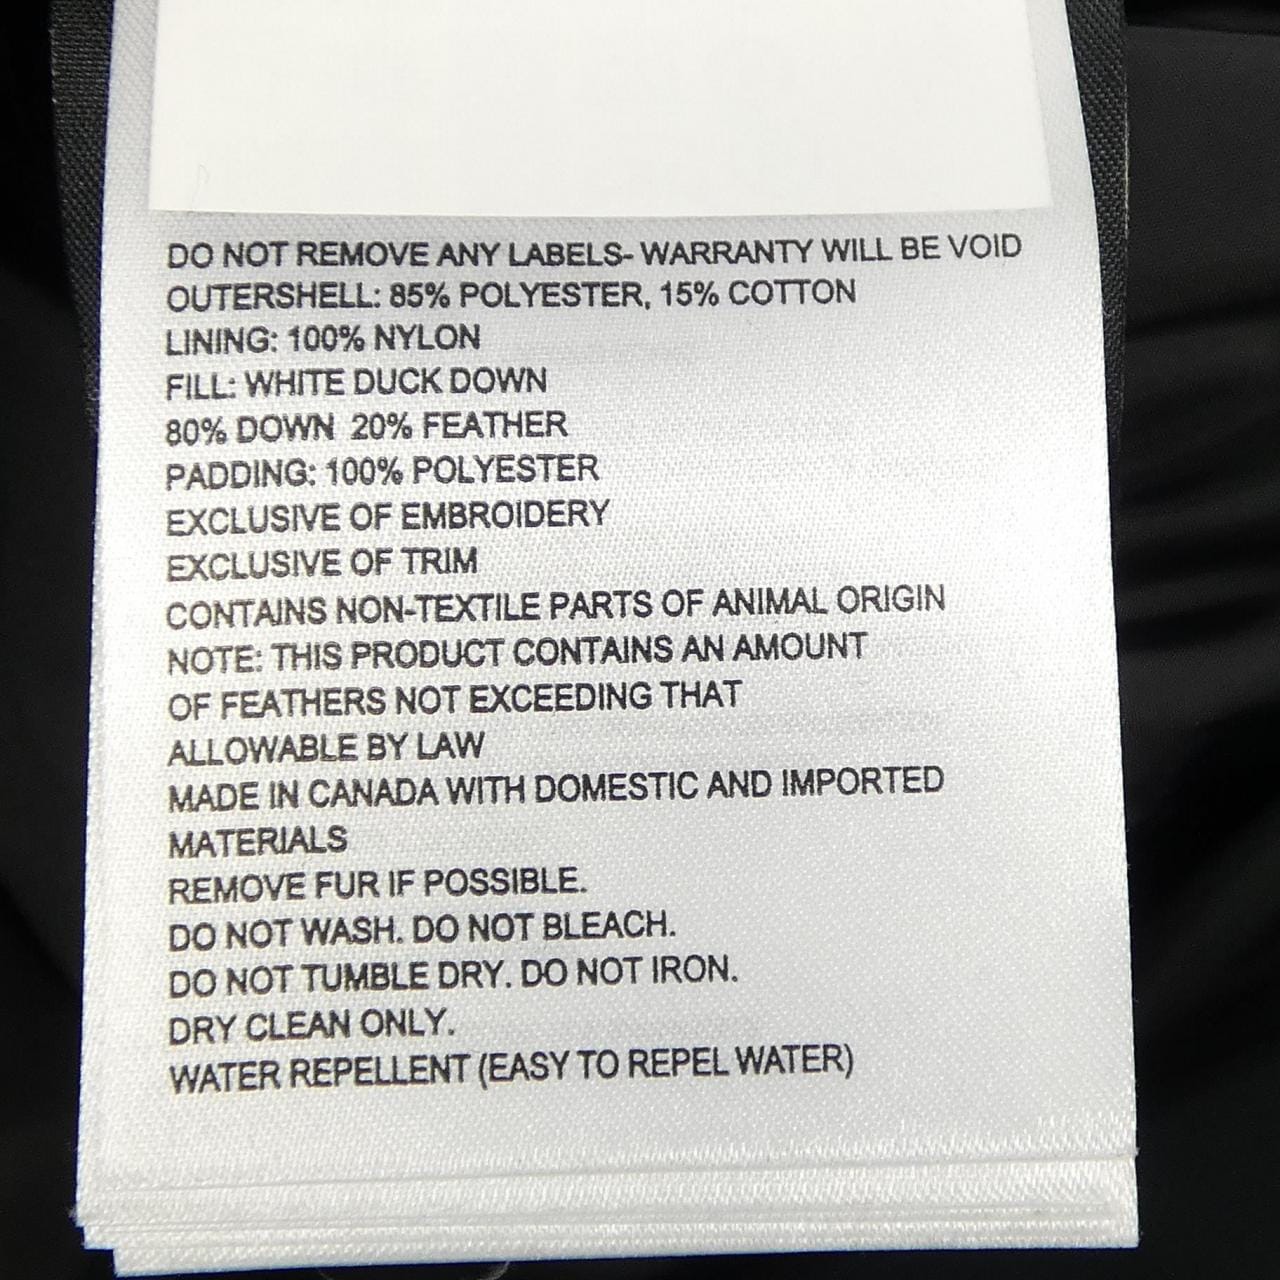 DO NOT REMOVE ANY LABELS- WARRANTY WILL BE VOID
OUTERSHELL: 85% POLYESTER, 15% COTTON
LINING: 100% NYLON
FILL: WHITE DUCK DOWN
80% DOWN 20% FEATHER
PADDING: 100% POLYESTER
EXCLUSIVE OF EMBROIDERY
EXCLUSIVE OF TRIM
CONTAINS NON-TEXTILE PARTS OF ANIMAL ORIGIN
NOTE: THIS PRODUCT CONTAINS AN AMOUNT
OF FEATHERS NOT EXCEEDING THAT
ALLOWABLE BY LAW
MADE IN CANADA WITH DOMESTIC AND IMPORTED
MATERIALS
REMOVE FUR IF POSSIBLE.
DO NOT WASH. DO NOT BLEACH.
DO NOT TUMBLE DRY. DO NOT IRON.
DRY CLEAN ONLY.
WATER REPELLENT (EASY TO REPEL WATER)